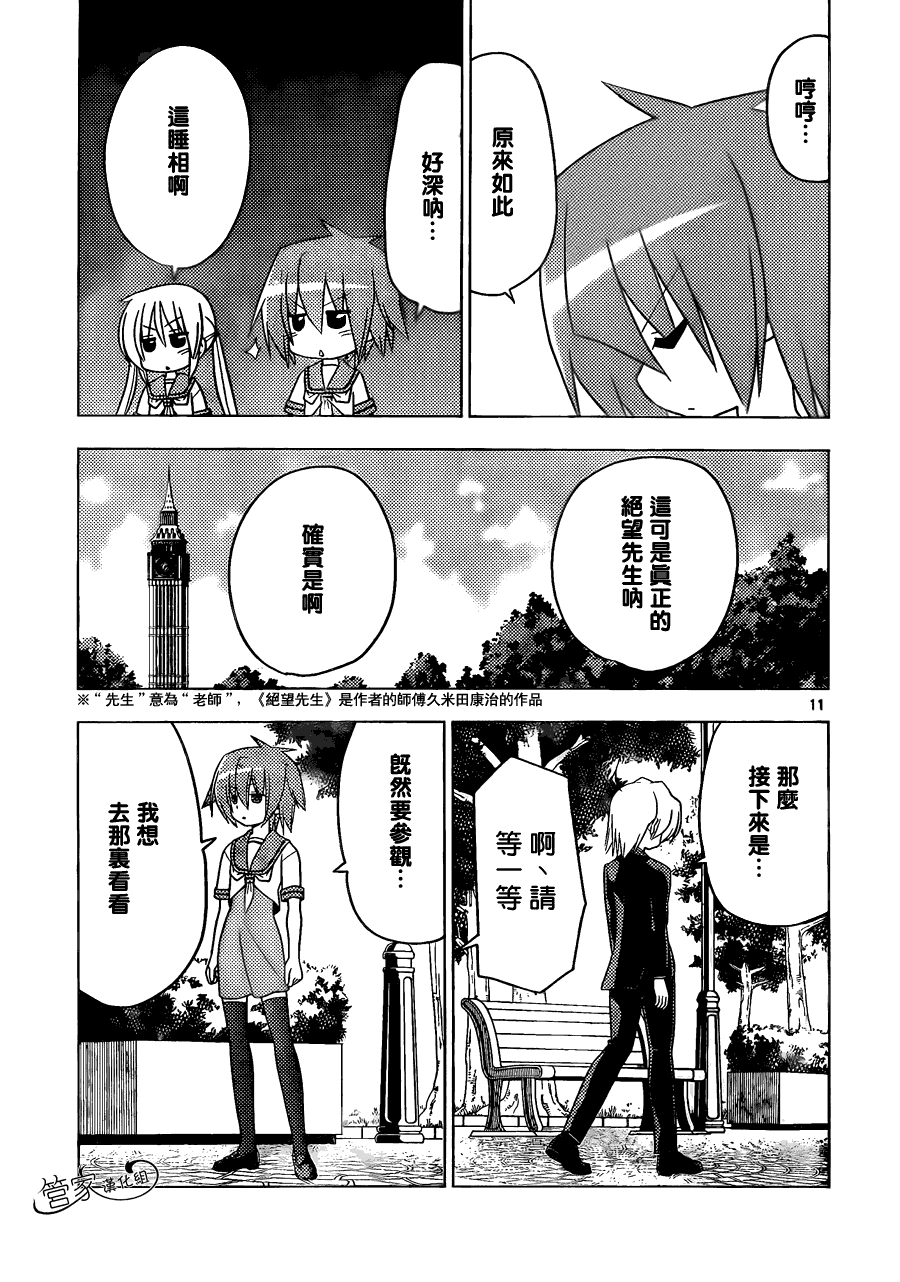 哼哼…
原來如此
好深吶…
這睡相啊
這可是真正的
絕望先生吶
確實是啊
※“先生”意為“老師”，《絕望先生》是作者的師傅久米田康治的作品
11
那麼
接下來是…
啊、請
等一等
既然要參觀…
我想
去那裏看看
管家
漢化組